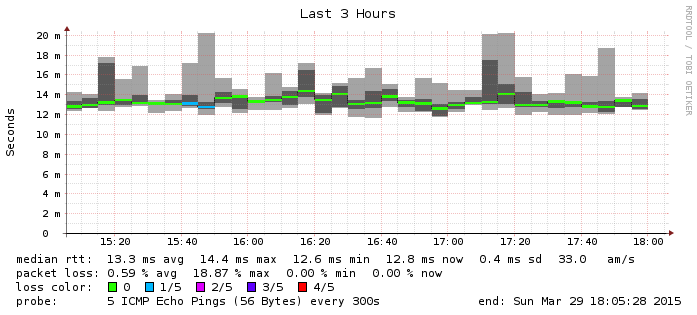 Last 3 Hours
RRDTOOL / TOBI OETIKER
Seconds
20 m
18 m
16 m
14 m
12 m
10 m
8 m
6 m
4 m
2 m
0
15:20 15:40 16:00 16:20 16:40 17:00 17:20 17:40 18:00
median rtt: 13.3 ms avg 14.4 ms max 12.6 ms min 12.8 ms now 0.4 ms sd 33.0 am/s
packet loss: 0.59 % avg 18.87 % max 0.00 % min 0.00 % now
loss color: 0 1/5 2/5 3/5 4/5
probe: 5 ICMP Echo Pings (56 Bytes) every 300s end: Sun Mar 29 18:05:28 2015